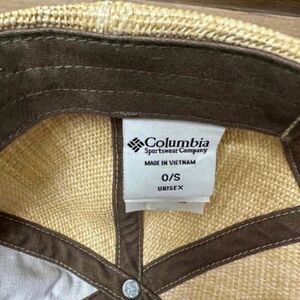 Columbia
Sportswear Company
MADE IN VIETNAM
O/S
UNISEX